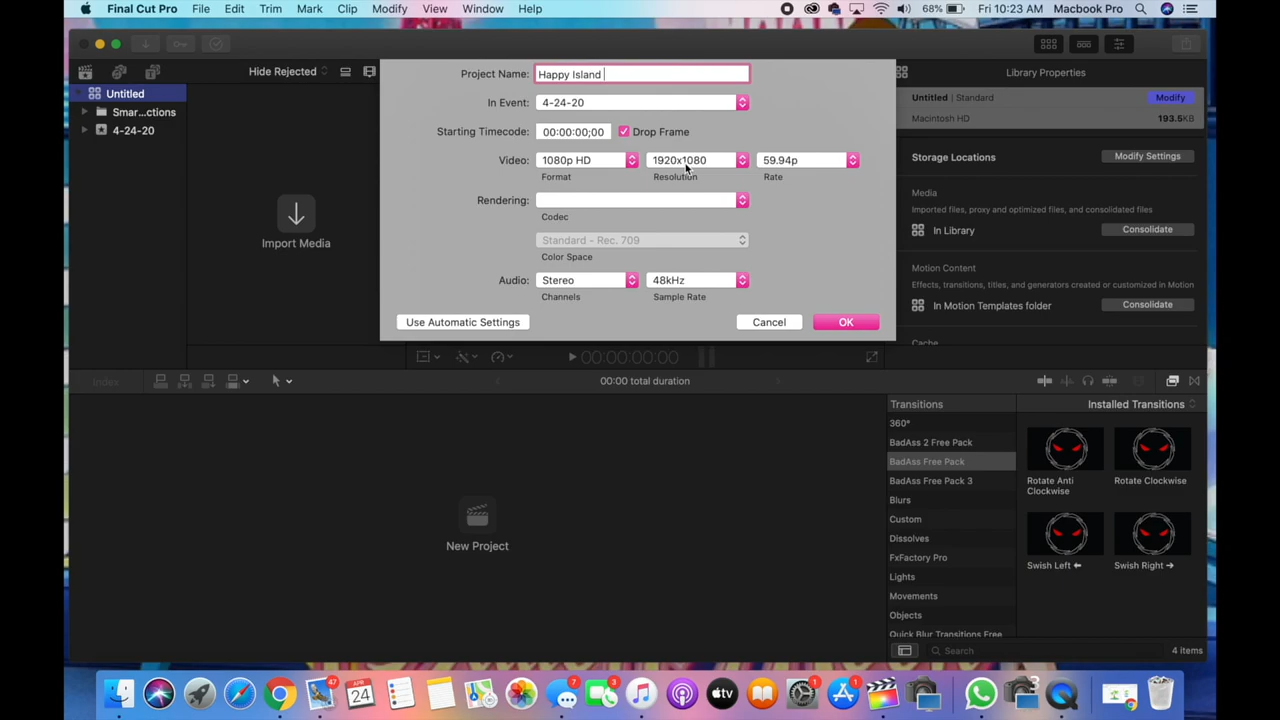 Final Cut Pro File Edit Trim Mark Clip Modify View Window Help 68% Fri 10:23 AM Macbook Pro
Project Name: Happy Island
In Event: 4-24-20
Starting Timecode: 00:00:00;00 Drop Frame
Video: 1080p HD 1920x1080 59.94p
Format Resolution Rate
Rendering:
Codec
Standard - Rec. 709
Color Space
Audio: Stereo 48kHz
Channels Sample Rate
Use Automatic Settings Cancel OK
Hide Rejected
Untitled
Smar...ctions
4-24-20
Import Media
Library Properties
Untitled | Standard Modify
Macintosh HD 193.5KB
Storage Locations Modify Settings
Media
Imported files, proxy and optimized files, and consolidated files
In Library Consolidate
Motion Content
Effects, transitions, titles, and generators created or customized in Motion
In Motion Templates folder Consolidate
Cache
00:00:00:00
Index 00:00 total duration
New Project
Transitions Installed Transitions
360°
BadAss 2 Free Pack
BadAss Free Pack
BadAss Free Pack 3
Blurs
Custom
Dissolves
FxFactory Pro
Lights
Movements
Objects
Quick Blur Transitions Free
Rotate Anti
Clockwise
Rotate Clockwise
Swish Left
Swish Right
Search 4 items
47 APR 24 7 3 tv 1 1 3